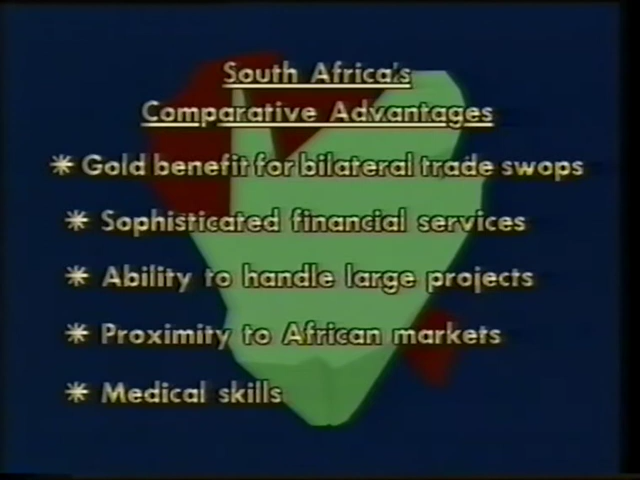 South Africa's
Comparative Advantages
* Gold benefit for bilateral trade swops
* Sophisticated financial services
* Ability to handle large projects
* Proximity to African markets
* Medical skills